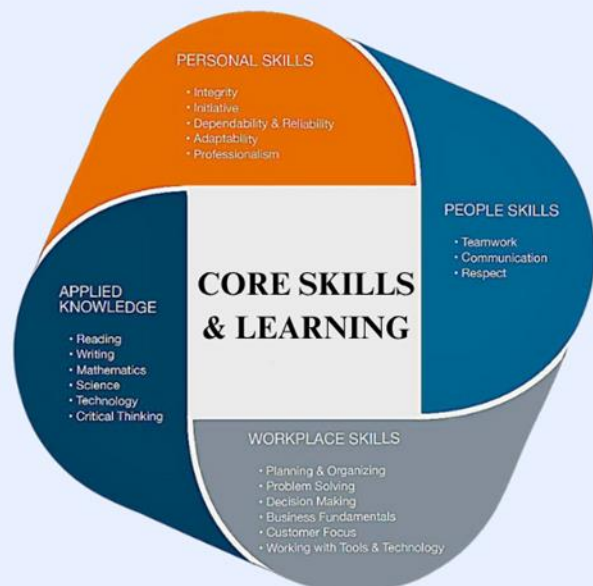 PERSONAL SKILLS
• Integrity
• Initiative
• Dependability & Reliability
• Adaptability
• Professionalism
PEOPLE SKILLS
• Teamwork
• Communication
• Respect
CORE SKILLS
& LEARNING
APPLIED
KNOWLEDGE
• Reading
• Writing
• Mathematics
• Science
• Technology
• Critical Thinking
WORKPLACE SKILLS
• Planning & Organizing
• Problem Solving
• Decision Making
• Business Fundamentals
• Customer Focus
• Working with Tools & Technology